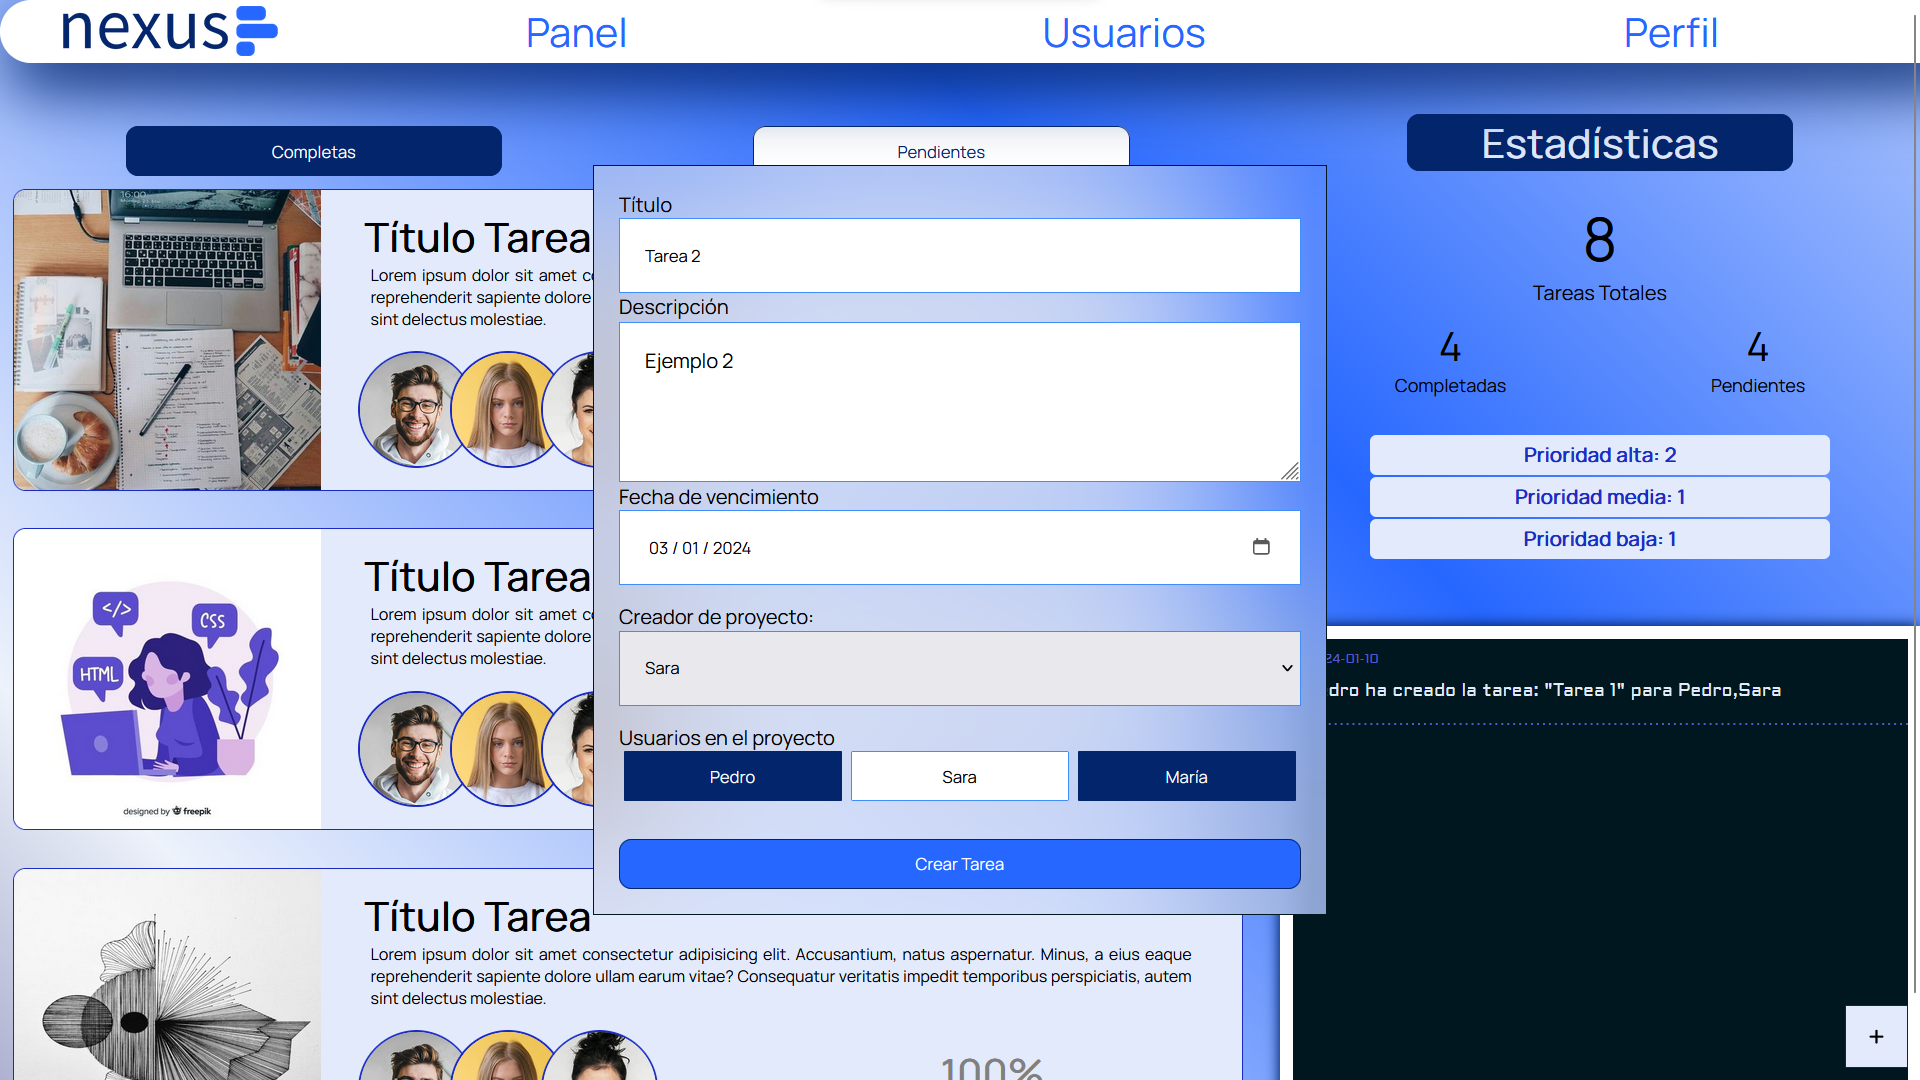 nexus
Panel
Usuarios
Perfil
Completas
Pendientes
Estadísticas
16:00
Título Tarea
Lorem ipsum dolor sit amet
reprehenderit sapiente dolore
sint delectus molestiae.
</>
CSS
HTML
designed by freepik
Título Tarea
Lorem ipsum dolor sit amet
reprehenderit sapiente dolore
sint delectus molestiae.
Título Tarea
Lorem ipsum dolor sit amet consectetur adipisicing elit. Accusantium, natus aspernatur. Minus, a eius eaque
reprehenderit sapiente dolore ullam earum vitae? Consequatur veritatis impedit temporibus perspiciatis, autem
sint delectus molestiae.
100%
Título
Tarea 2
Descripción
Ejemplo 2
Fecha de vencimiento
03 / 01 / 2024
Creador de proyecto:
Sara
Usuarios en el proyecto
Pedro
Sara
María
Crear Tarea
8
Tareas Totales
4
Completadas
4
Pendientes
Prioridad alta: 2
Prioridad media: 1
Prioridad baja: 1
24-01-10
dro ha creado la tarea: "Tarea 1" para Pedro,Sara
+